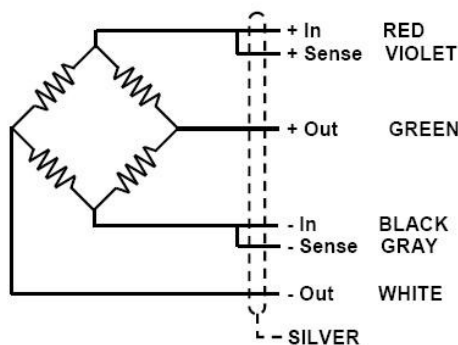 + In RED
+ Sense VIOLET
+ Out GREEN
- In BLACK
- Sense GRAY
- Out WHITE
SILVER